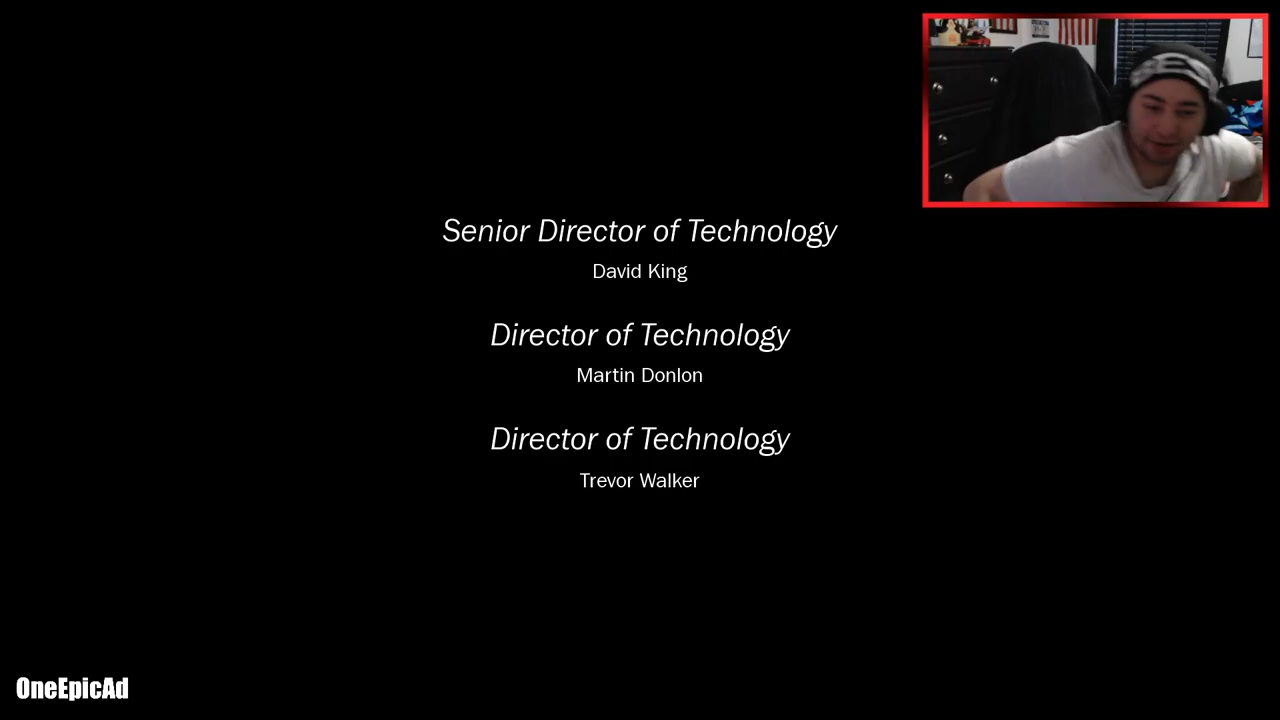 Senior Director of Technology
David King
Director of Technology
Martin Donlon
Director of Technology
Trevor Walker
OneEpicAd